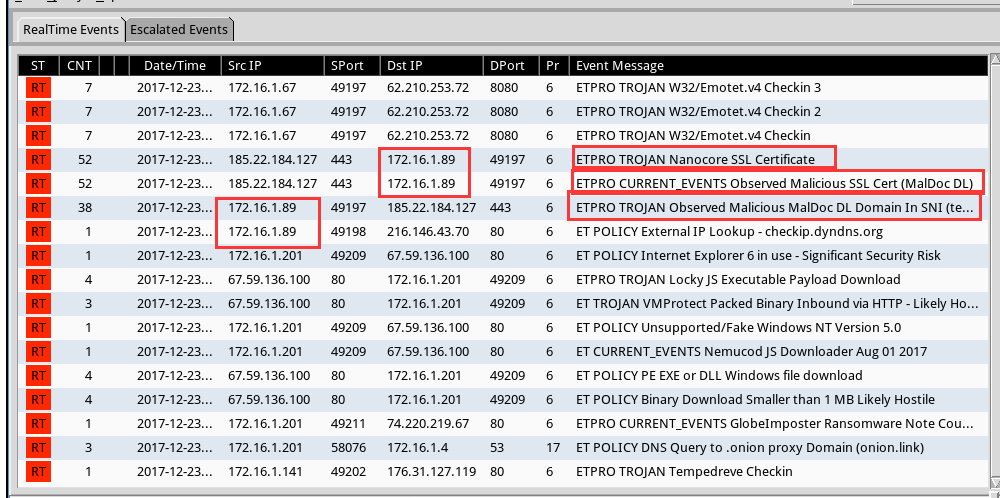 RealTime Events Escalated Events
ST CNT Date/Time Src IP SPort Dst IP DPort Pr Event Message
RT 7 2017-12-23... 172.16.1.67 49197 62.210.253.72 8080 6 ETPRO TROJAN W32/Emotet.v4 Checkin 3
RT 7 2017-12-23... 172.16.1.67 49197 62.210.253.72 8080 6 ETPRO TROJAN W32/Emotet.v4 Checkin 2
RT 7 2017-12-23... 172.16.1.67 49197 62.210.253.72 8080 6 ETPRO TROJAN W32/Emotet.v4 Checkin
RT 52 2017-12-23... 185.22.184.127 443 172.16.1.89 49197 6 ETPRO TROJAN Nanocore SSL Certificate
RT 52 2017-12-23... 185.22.184.127 443 172.16.1.89 49197 6 ETPRO CURRENT_EVENTS Observed Malicious SSL Cert (MalDoc DL)
RT 38 2017-12-23... 172.16.1.89 49197 185.22.184.127 443 6 ETPRO TROJAN Observed Malicious MalDoc DL Domain In SNI (te...
RT 1 2017-12-23... 172.16.1.89 49198 216.146.43.70 80 6 ET POLICY External IP Lookup - checkip.dyndns.org
RT 1 2017-12-23... 172.16.1.201 49209 67.59.136.100 80 6 ET POLICY Internet Explorer 6 in use - Significant Security Risk
RT 4 2017-12-23... 67.59.136.100 80 172.16.1.201 49209 6 ETPRO TROJAN Locky JS Executable Payload Download
RT 3 2017-12-23... 67.59.136.100 80 172.16.1.201 49209 6 ET TROJAN VMProtect Packed Binary Inbound via HTTP - Likely Ho...
RT 1 2017-12-23... 172.16.1.201 49209 67.59.136.100 80 6 ET POLICY Unsupported/Fake Windows NT Version 5.0
RT 1 2017-12-23... 172.16.1.201 49209 67.59.136.100 80 6 ET CURRENT_EVENTS Nemucod JS Downloader Aug 01 2017
RT 4 2017-12-23... 67.59.136.100 80 172.16.1.201 49209 6 ET POLICY PE EXE or DLL Windows file download
RT 4 2017-12-23... 67.59.136.100 80 172.16.1.201 49209 6 ET POLICY Binary Download Smaller than 1 MB Likely Hostile
RT 1 2017-12-23... 172.16.1.201 49211 74.220.219.67 80 6 ETPRO CURRENT_EVENTS GlobeImposter Ransomware Note Cou...
RT 3 2017-12-23... 172.16.1.201 58076 172.16.1.4 53 17 ET POLICY DNS Query to .onion proxy Domain (onion.link)
RT 1 2017-12-23... 172.16.1.141 49202 176.31.127.119 80 6 ETPRO TROJAN Tempedreve Checkin